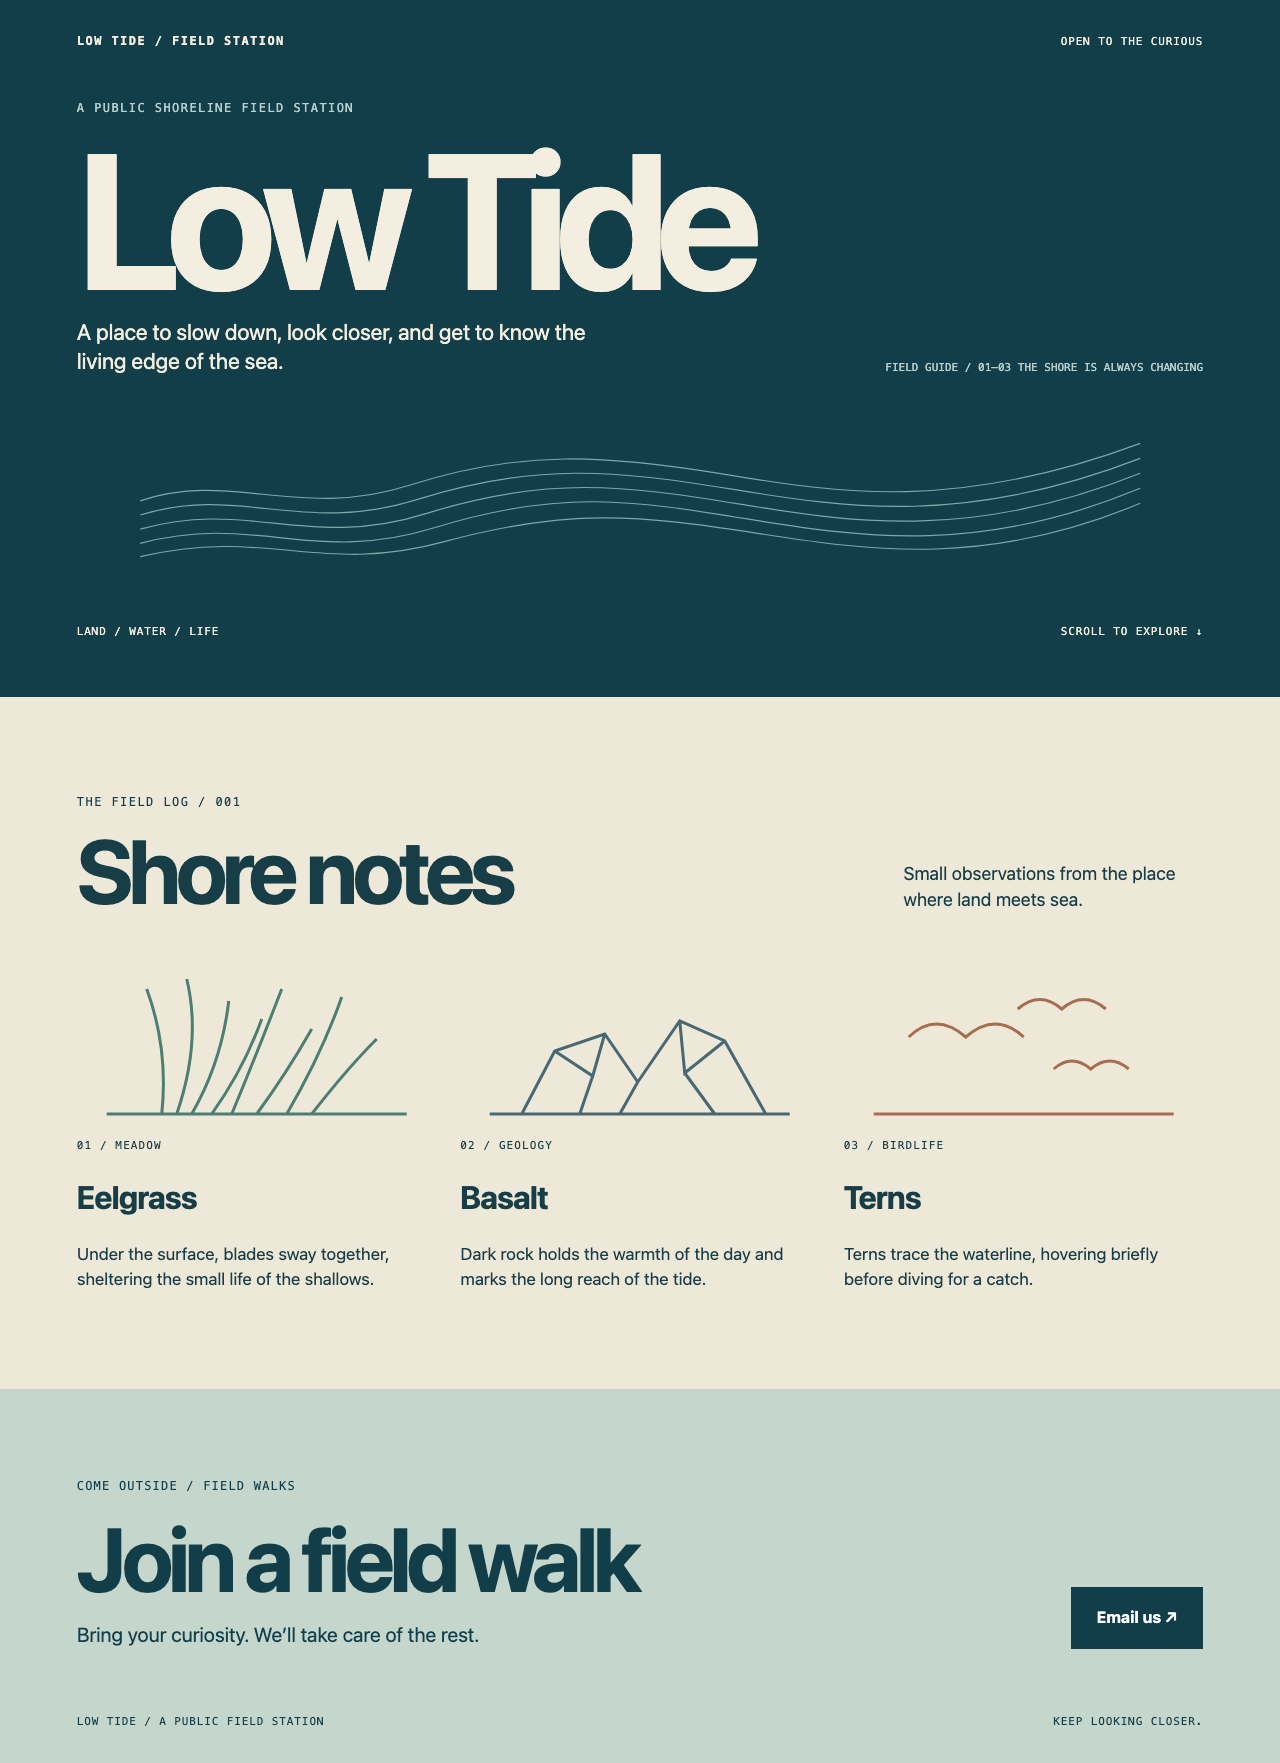 LOW TIDE / FIELD STATION
OPEN TO THE CURIOUS
A PUBLIC SHORELINE FIELD STATION
Low Tide
A place to slow down, look closer, and get to know the
living edge of the sea.
FIELD GUIDE / 01—03 THE SHORE IS ALWAYS CHANGING
LAND / WATER / LIFE
SCROLL TO EXPLORE ↓
THE FIELD LOG / 001
Shore notes
Small observations from the place
where land meets sea.
01 / MEADOW
Eelgrass
Under the surface, blades sway together,
sheltering the small life of the shallows.
02 / GEOLOGY
Basalt
Dark rock holds the warmth of the day and
marks the long reach of the tide.
03 / BIRDLIFE
Terns
Terns trace the waterline, hovering briefly
before diving for a catch.
COME OUTSIDE / FIELD WALKS
Join a field walk
Bring your curiosity. We’ll take care of the rest.
Email us ↗
LOW TIDE / A PUBLIC FIELD STATION
KEEP LOOKING CLOSER.